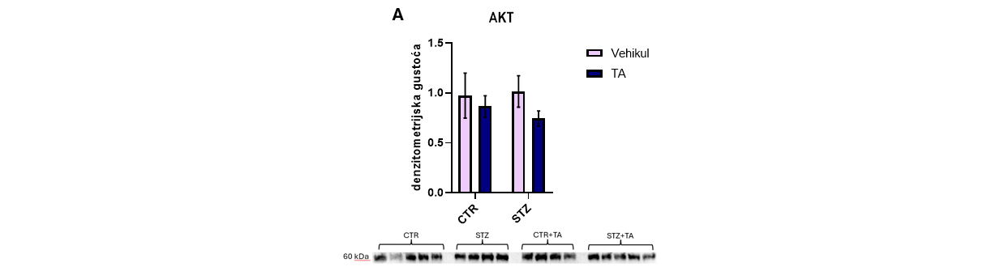 A
AKT
denzitometrijska gustoća
1.5
1.0
0.5
0.0
CTR
STZ
Vehikul
TA
CTR
STZ
CTR+TA
STZ+TA
60 kDa